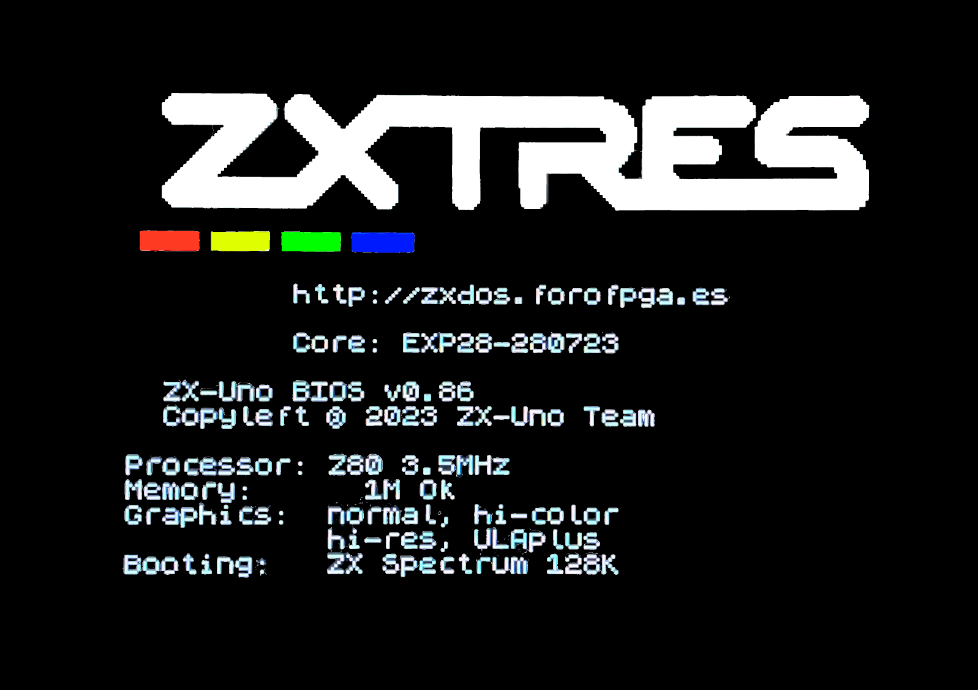 ZXTRES
http://zxdos.forofpga.es
Core: EXP28-280723
ZX-Uno BIOS v0.86
Copyleft @ 2023 ZX-Uno Team
Processor: Z80 3.5MHz
Memory: 1M Ok
Graphics: normal, hi-color
hi-res, ULAplus
Booting: ZX Spectrum 128K